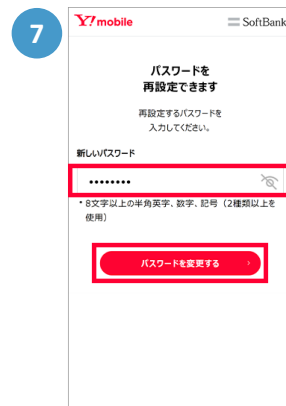 7
Y! mobile
SoftBank
パスワードを
再設定できます
再設定するパスワードを
入力してください。
新しいパスワード
••••••••
・8文字以上の半角英字、数字、記号（2種類以上を
使用）
パスワードを変更する